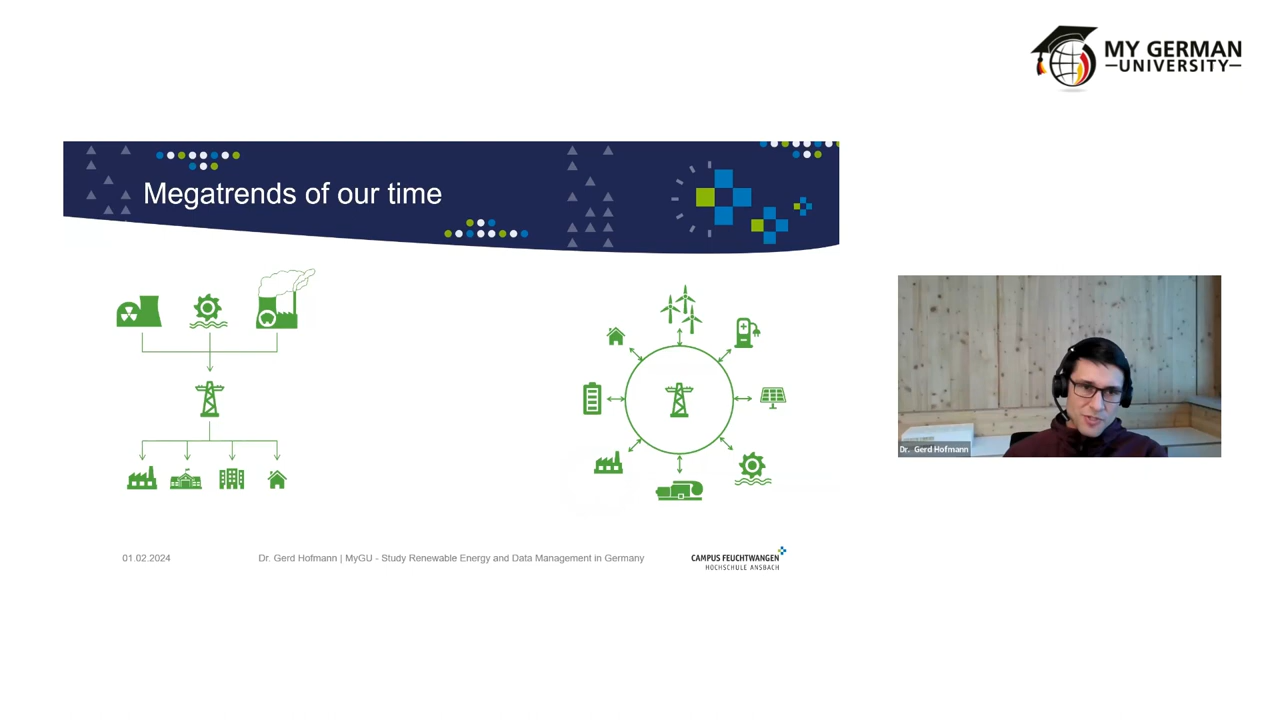 MY GERMAN
UNIVERSITY
Megatrends of our time
Dr. Gerd Hofmann
01.02.2024
Dr. Gerd Hofmann | MyGU - Study Renewable Energy and Data Management in Germany
CAMPUS FEUCHTWANGEN
HOCHSCHULE ANSBACH